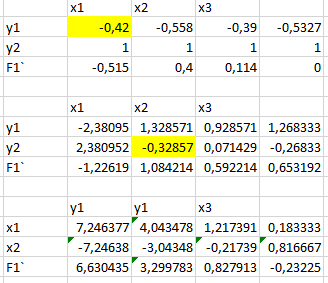 x1 x2 x3
y1 -0,42 -0,558 -0,39 -0,5327
y2 1 1 1 1
F1` -0,515 0,4 0,114 0
x1 x2 x3
y1 -2,38095 1,328571 0,928571 1,268333
y2 2,380952 -0,32857 0,071429 -0,26833
F1` -1,22619 1,084214 0,592214 0,653192
y1 y1 x3
x1 7,246377 4,043478 1,217391 0,183333
x2 -7,24638 -3,04348 -0,21739 0,816667
F1` 6,630435 3,299783 0,827913 -0,23225